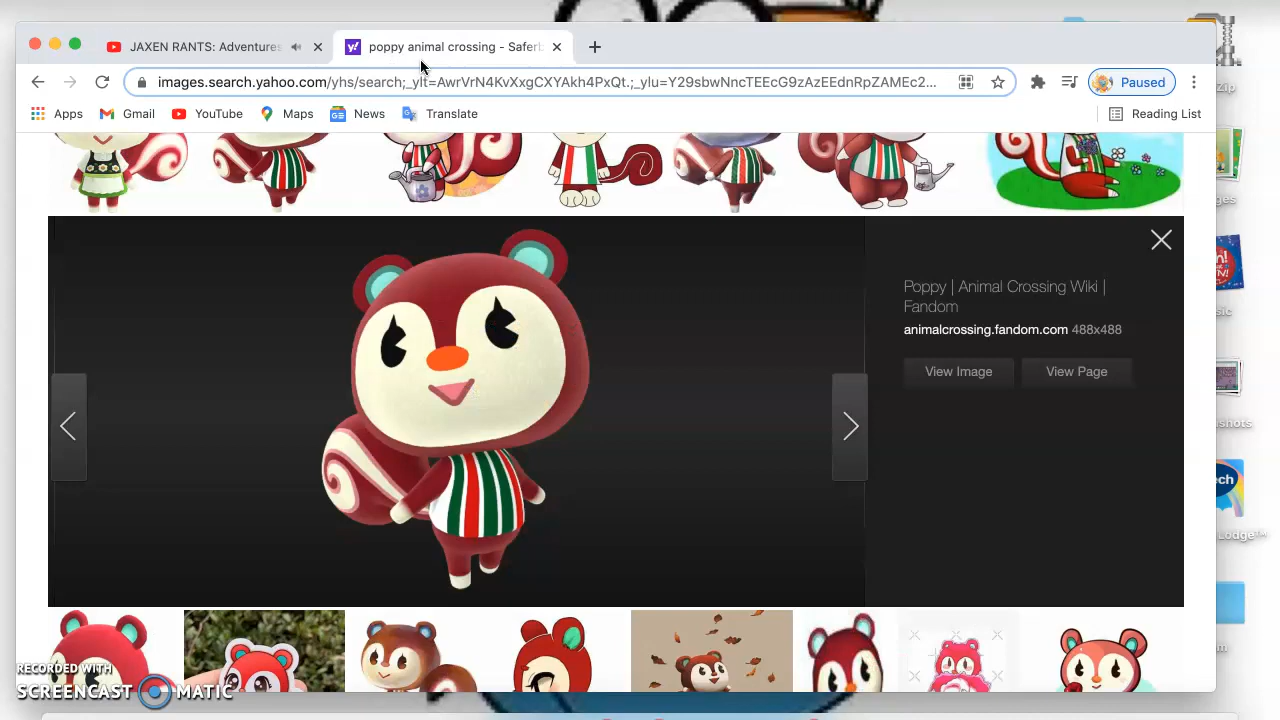 JAXEN RANTS: Adventures
poppy animal crossing - Saferb
images.search.yahoo.com/yhs/search;_ylt=AwrVrN4KvXxgCXYAkh4PxQt.;_ylu=Y29sbwNncTEEcG9zAzEEdnRpZAMEc2...
Paused
Apps
Gmail
YouTube
Maps
News
Translate
Reading List
Zip
Poppy | Animal Crossing Wiki |
Fandom
animalcrossing.fandom.com 488x488
View Image
View Page
RECORDED WITH
SCREENCAST MATIC